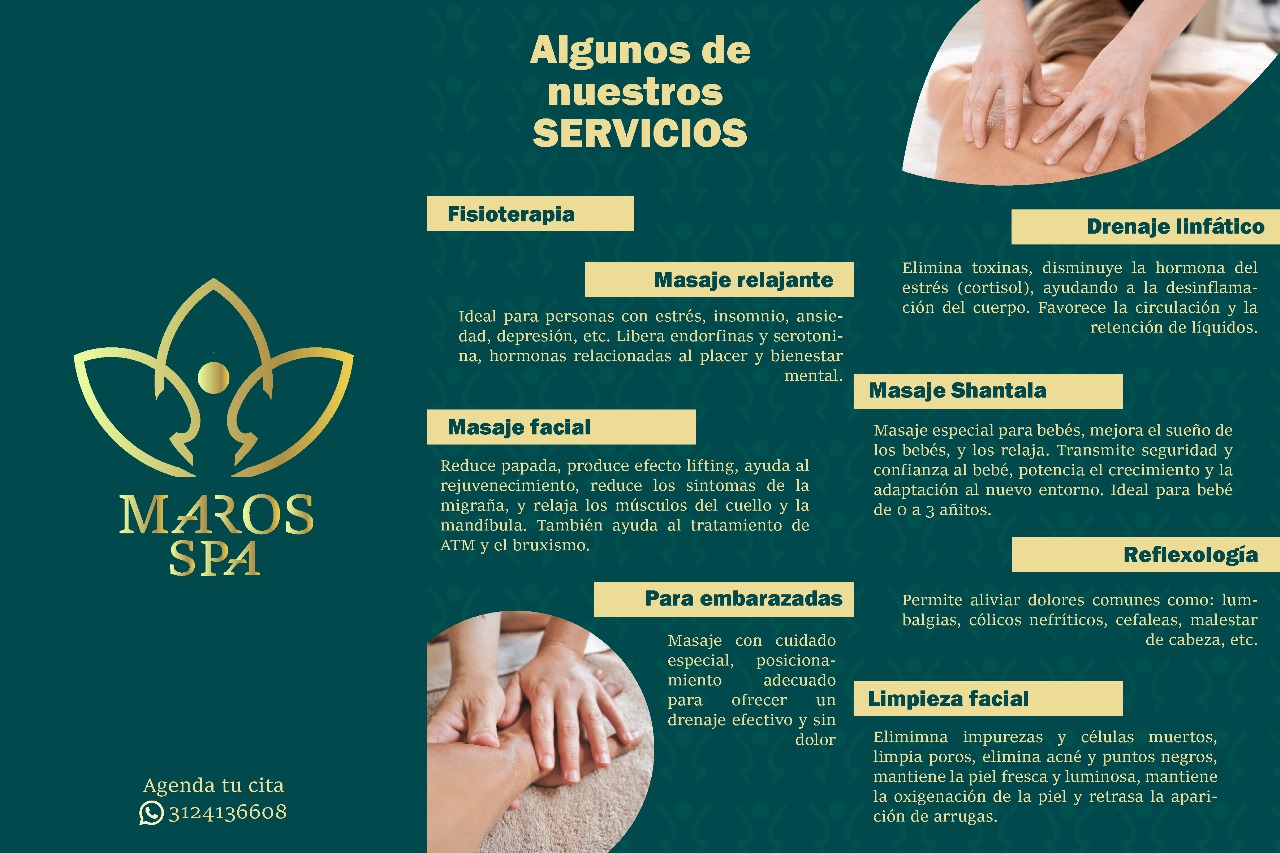 MAROS
SPA
Agenda tu cita
3124136608
Algunos de
nuestros
SERVICIOS
Fisioterapia
Masaje relajante
Ideal para personas con estrés, insomnio, ansie-
dad, depresión, etc. Libera endorfinas y serotoni-
na, hormonas relacionadas al placer y bienestar
mental.
Masaje facial
Reduce papada, produce efecto lifting, ayuda al
rejuvenecimiento, reduce los sintomas de la
migraña, y relaja los músculos del cuello y la
mandíbula. También ayuda al tratamiento de
ATM y el bruxismo.
Para embarazadas
Masaje con cuidado
especial, posiciona-
miento adecuado
para ofrecer un
drenaje efectivo y sin
dolor
Drenaje linfático
Elimina toxinas, disminuye la hormona del
estrés (cortisol), ayudando a la desinflama-
ción del cuerpo. Favorece la circulación y la
retención de líquidos.
Masaje Shantala
Masaje especial para bebés, mejora el sueño de
los bebés, y los relaja. Transmite seguridad y
confianza al bebé, potencia el crecimiento y la
adaptación al nuevo entorno. Ideal para bebé
de 0 a 3 añitos.
Reflexología
Permite aliviar dolores comunes como: lum-
balgias, cólicos nefríticos, cefaleas, malestar
de cabeza, etc.
Limpieza facial
Elimimna impurezas y células muertos,
limpia poros, elimina acné y puntos negros,
mantiene la piel fresca y luminosa, mantiene
la oxigenación de la piel y retrasa la apari-
ción de arrugas.